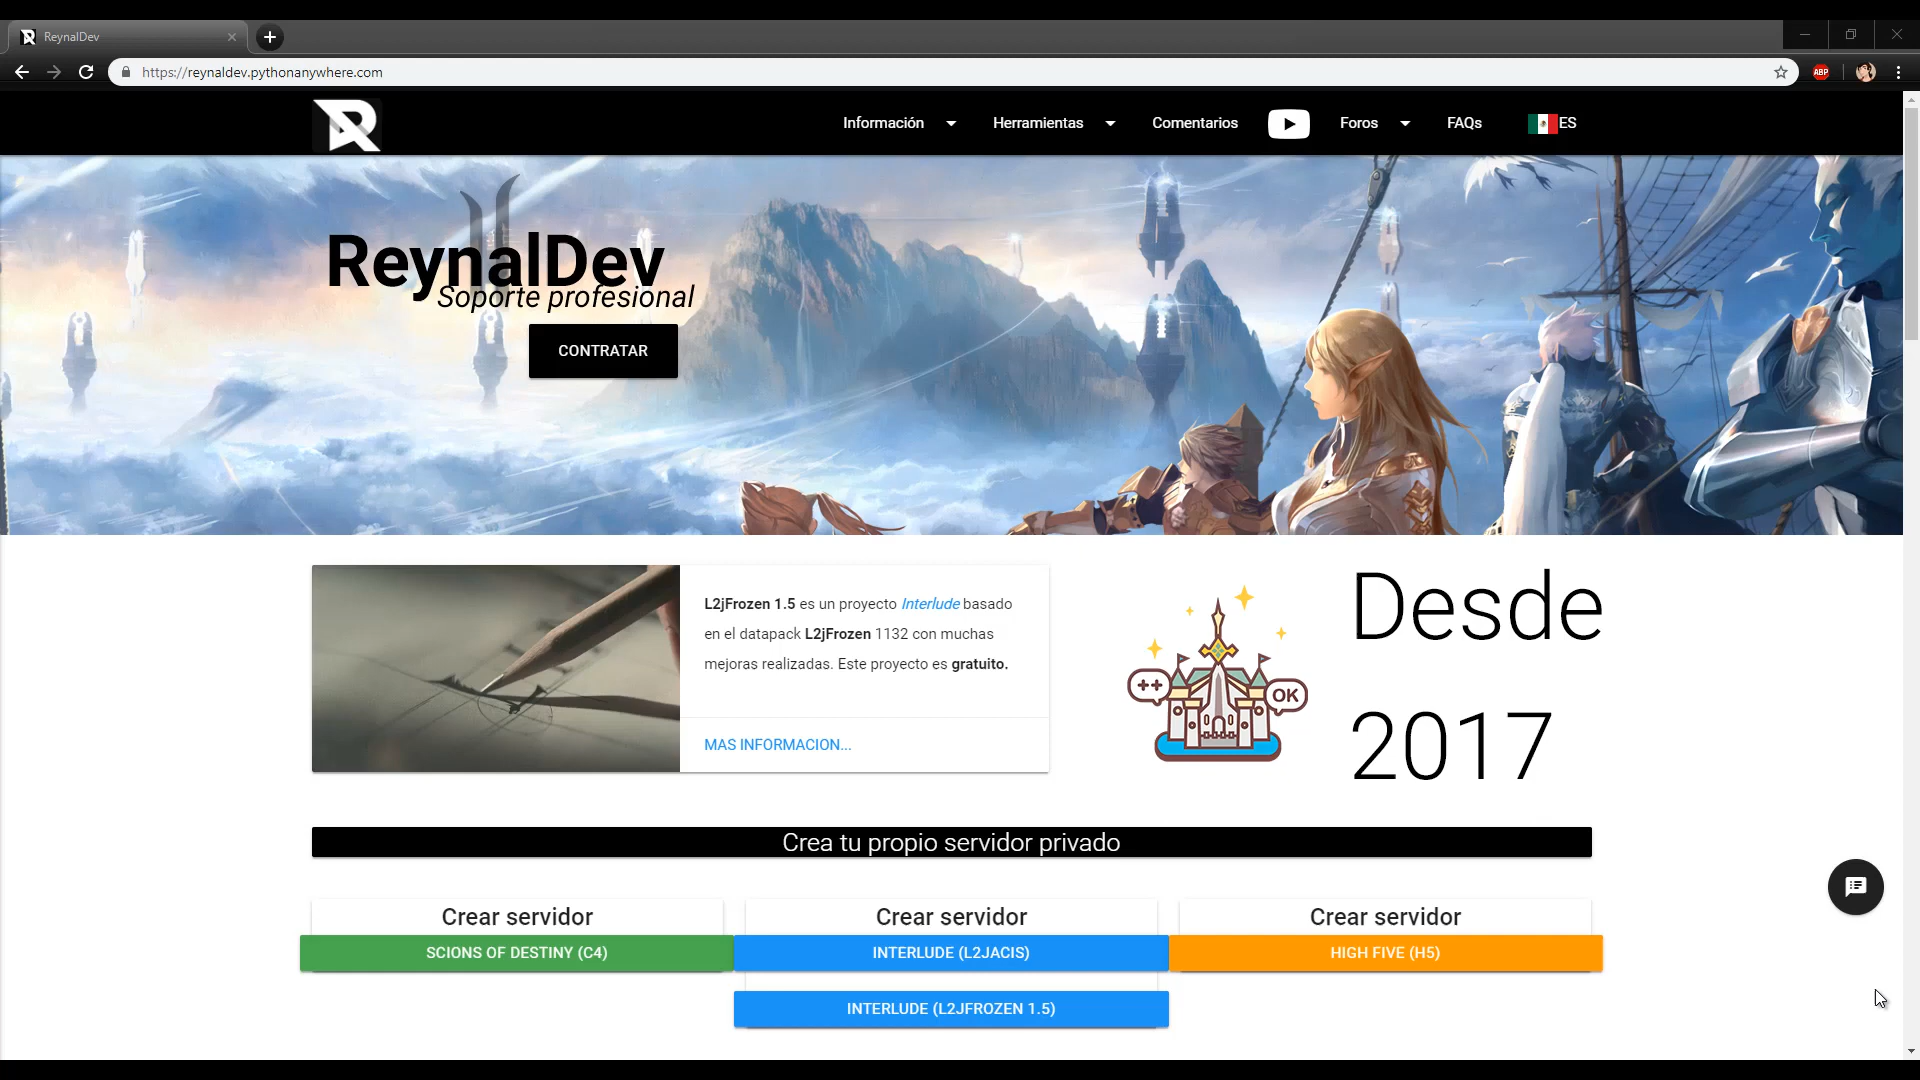 ReynalDev
https://reynaldev.pythonanywhere.com
ABP
Información
Herramientas
Comentarios
Foros
FAQs
ES
ReynalDev
Soporte profesional
CONTRATAR
L2jFrozen 1.5 es un proyecto Interlude basado
en el datapack L2jFrozen 1132 con muchas
mejoras realizadas. Este proyecto es gratuito.
MAS INFORMACION...
++
OK
Desde
2017
Crea tu propio servidor privado
Crear servidor
SCIONS OF DESTINY (C4)
Crear servidor
INTERLUDE (L2JACIS)
INTERLUDE (L2JFROZEN 1.5)
Crear servidor
HIGH FIVE (H5)